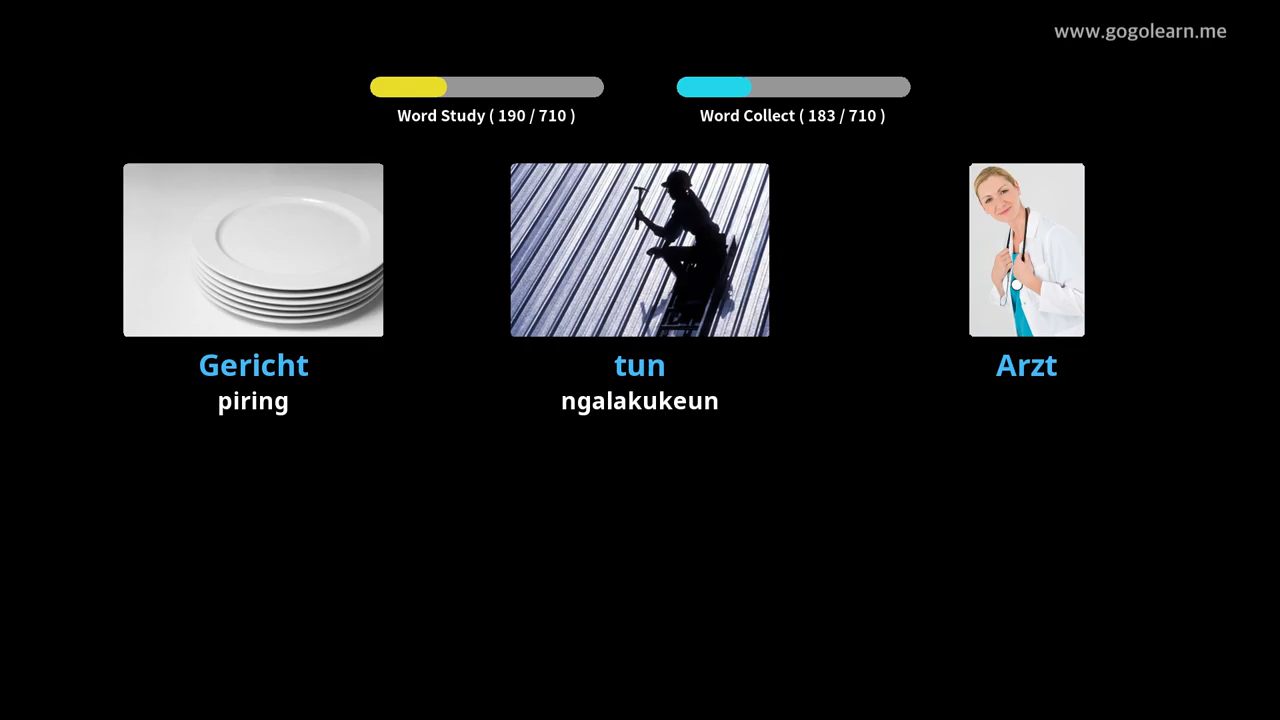 www.gogolearn.me
Word Study ( 190 / 710 )
Word Collect ( 183 / 710 )
Gericht
piring
tun
ngalakukeun
Arzt